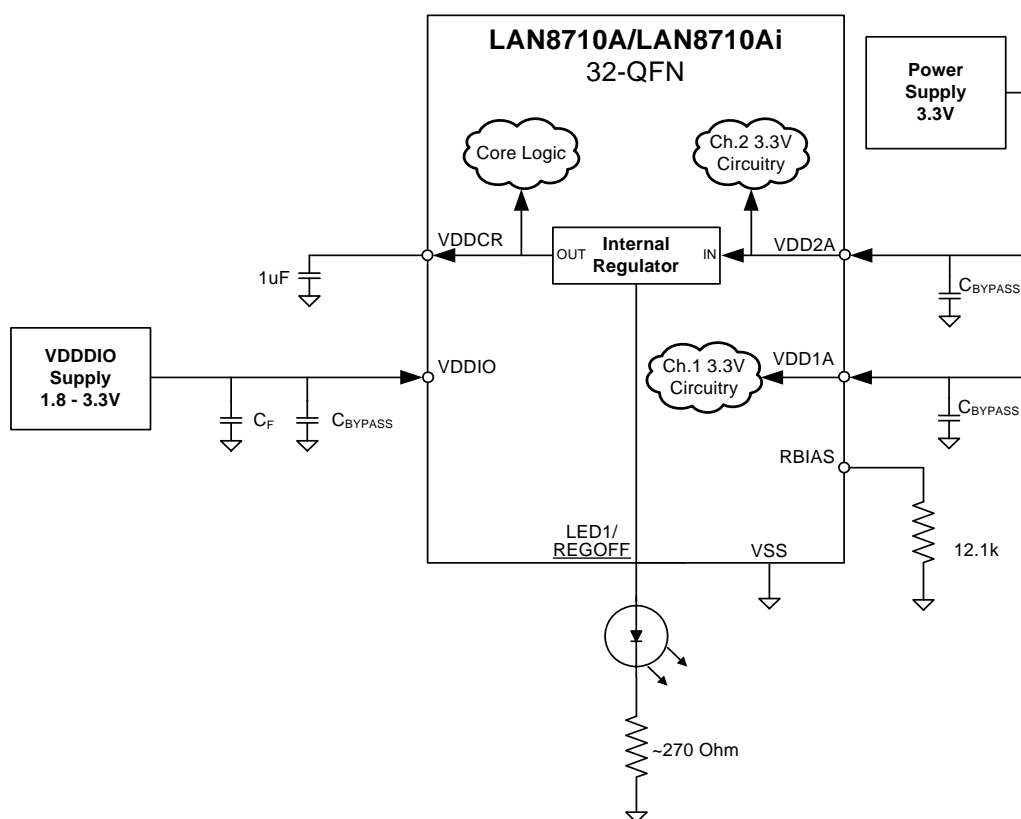 LAN8710A/LAN8710Ai
32-QFN
Power
Supply
3.3V
Core Logic
Ch.2 3.3V
Circuitry
VDDCR
OUT
Internal
Regulator
IN
VDD2A
1uF
CBYPASS
VDDDIO
Supply
1.8 - 3.3V
VDDIO
CF
CBYPASS
Ch.1 3.3V
Circuitry
VDD1A
CBYPASS
RBIAS
12.1k
LED1/
REGOFF
VSS
~270 Ohm